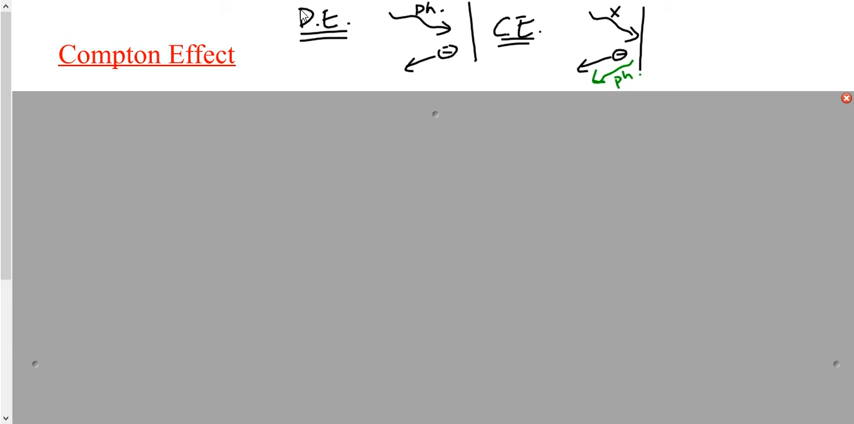 D.E. ph. C.E. X
Compton Effect
⊖ ⊖
ph.